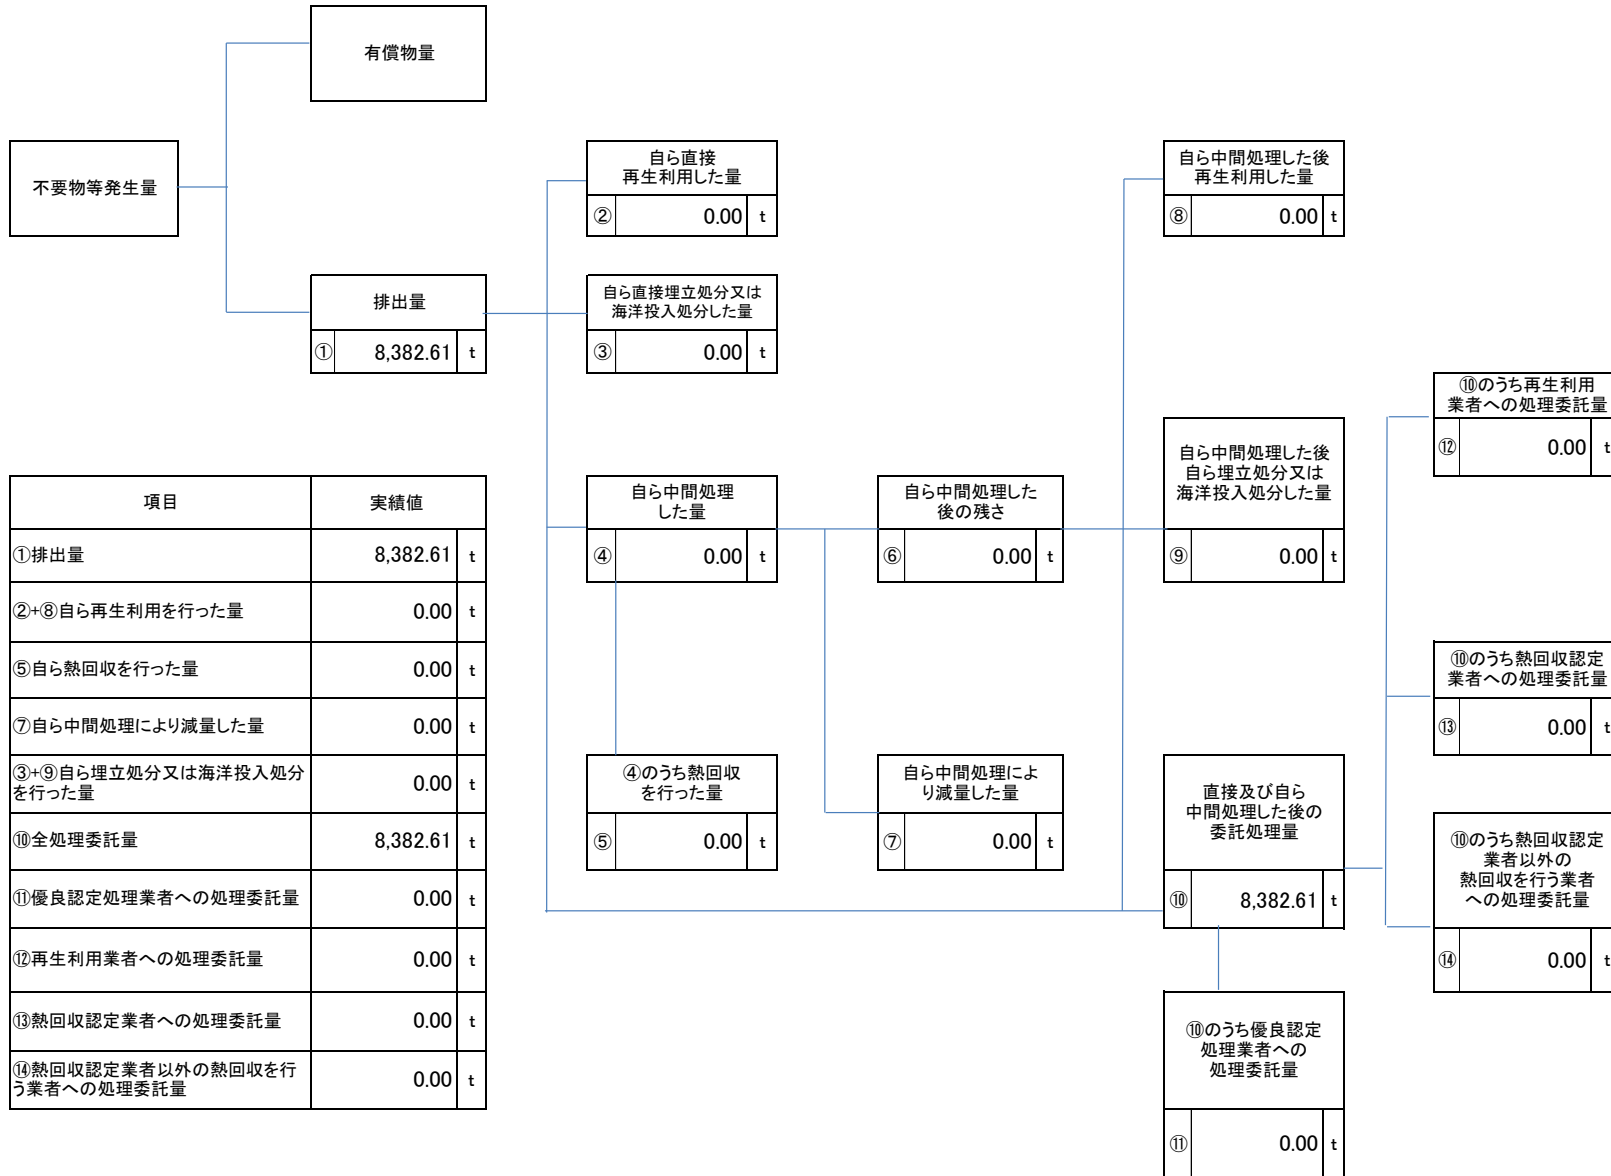 有償物量
不要物等発生量
排出量
① 8,382.61 t
自ら直接
再生利用した量
② 0.00 t
自ら直接埋立処分又は
海洋投入処分した量
③ 0.00 t
自ら中間処理
した量
④ 0.00 t
④のうち熱回収
を行った量
⑤ 0.00 t
自ら中間処理した
後の残さ
⑥ 0.00 t
自ら中間処理によ
り減量した量
⑦ 0.00 t
自ら中間処理した後
再生利用した量
⑧ 0.00 t
自ら中間処理した後
自ら埋立処分又は
海洋投入処分した量
⑨ 0.00 t
直接及び自ら
中間処理した後の
委託処理量
⑩ 8,382.61 t
⑩のうち優良認定
処理業者への
処理委託量
⑪ 0.00 t
⑩のうち再生利用
業者への処理委託量
⑫ 0.00 t
⑩のうち熱回収認定
業者への処理委託量
⑬ 0.00 t
⑩のうち熱回収認定
業者以外の
熱回収を行う業者
への処理委託量
⑭ 0.00 t
項目 実績値
①排出量 8,382.61 t
②+⑧自ら再生利用を行った量 0.00 t
⑤自ら熱回収を行った量 0.00 t
⑦自ら中間処理により減量した量 0.00 t
③+⑨自ら埋立処分又は海洋投入処分
を行った量 0.00 t
⑩全処理委託量 8,382.61 t
⑪優良認定処理業者への処理委託量 0.00 t
⑫再生利用業者への処理委託量 0.00 t
⑬熱回収認定業者への処理委託量 0.00 t
⑭熱回収認定業者以外の熱回収を行
う業者への処理委託量 0.00 t